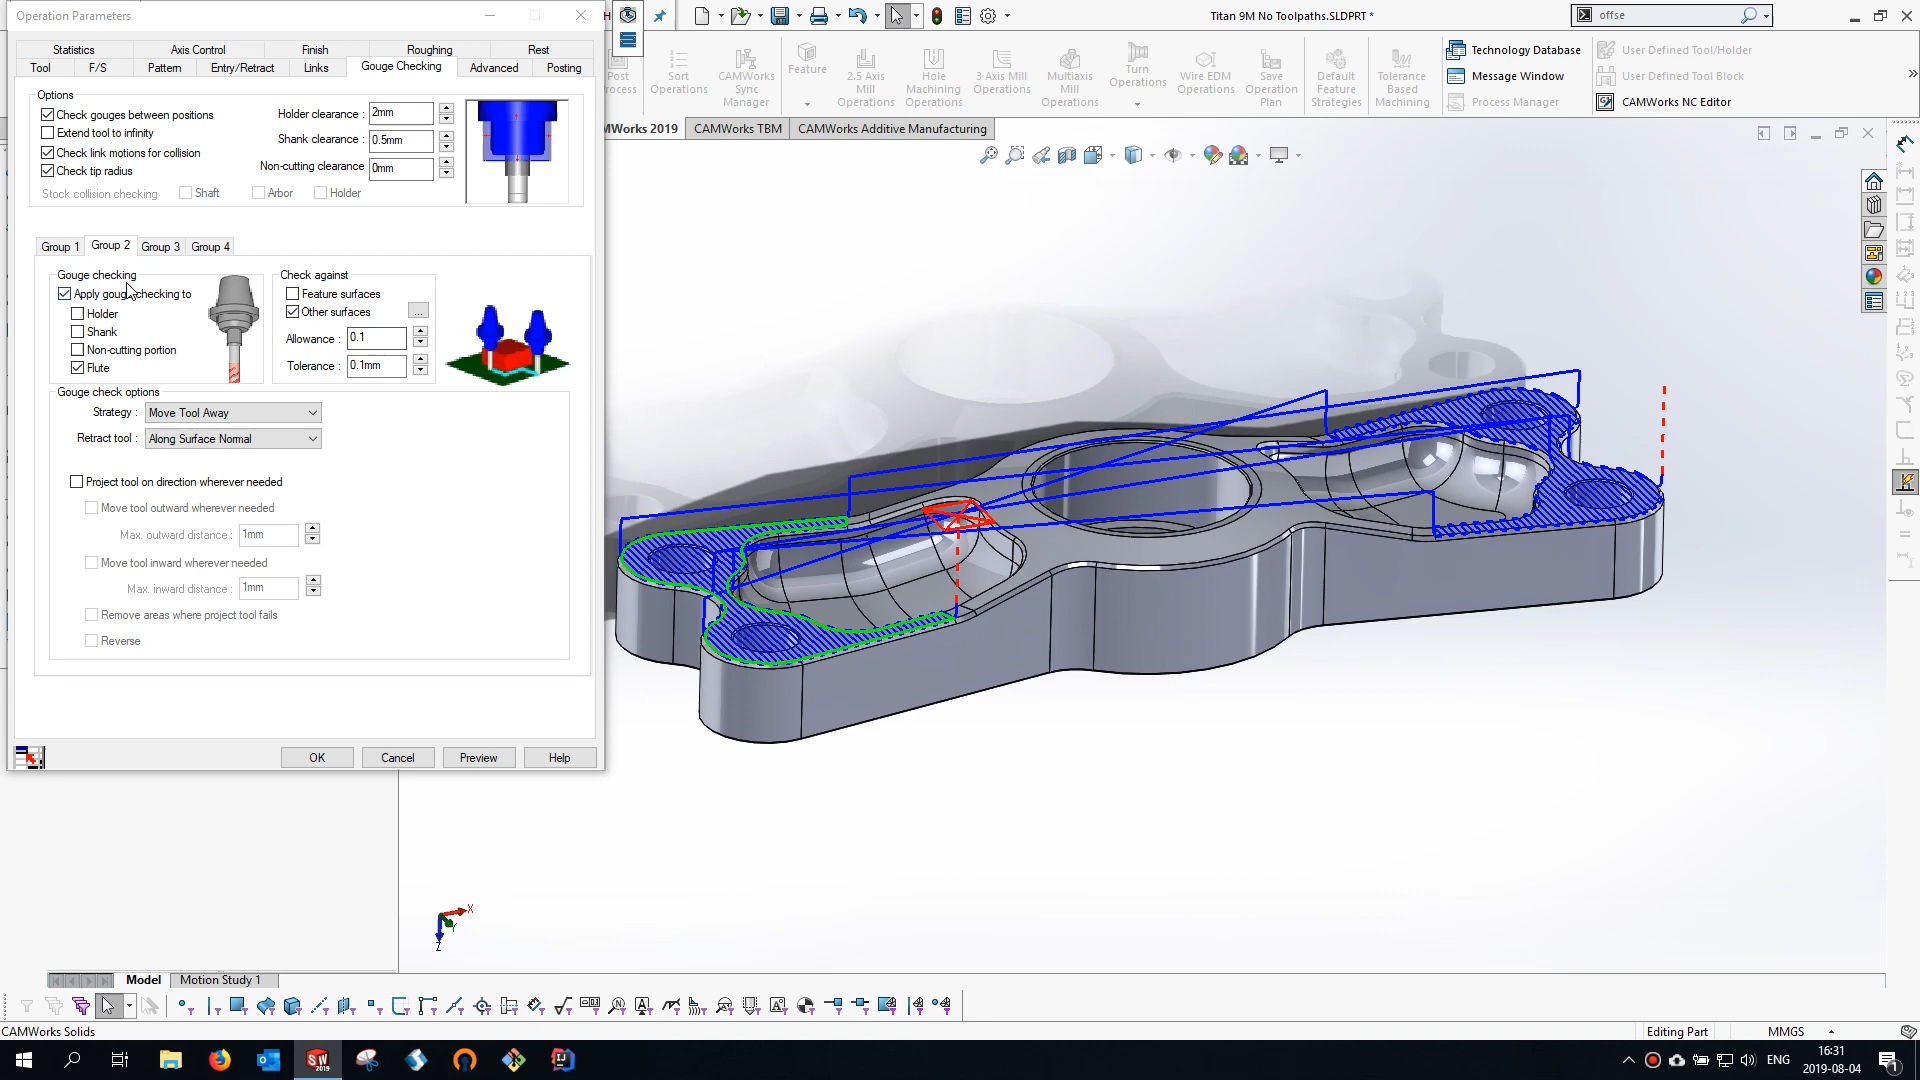 Operation Parameters
Titan 9M No Toolpaths.SLDPRT *
offse
Statistics
Axis Control
Finish
Roughing
Rest
Tool
F/S
Pattern
Entry/Retract
Links
Gouge Checking
Advanced
Posting
Post
Process
Sort
Operations
CAMWorks
Sync
Manager
Feature
2.5 Axis
Mill
Operations
Hole
Machining
Operations
3 Axis Mill
Operations
Multiaxis
Mill
Operations
Turn
Operations
Wire EDM
Operations
Save
Operation
Plan
Default
Feature
Strategies
Tolerance
Based
Machining
Technology Database
Message Window
Process Manager
User Defined Tool/Holder
User Defined Tool Block
CAMWorks NC Editor
MWorks 2019
CAMWorks TBM
CAMWorks Additive Manufacturing
Options
Check gouges between positions
Extend tool to infinity
Check link motions for collision
Check tip radius
Stock collision checking
Shaft
Arbor
Holder
Holder clearance :
2mm
Shank clearance :
0.5mm
Non-cutting clearance
0mm
Group 1
Group 2
Group 3
Group 4
Gouge checking
Apply gouge checking to
Holder
Shank
Non-cutting portion
Flute
Check against
Feature surfaces
Other surfaces
...
Allowance :
0.1
Tolerance :
0.1mm
Gouge check options
Strategy :
Move Tool Away
Retract tool :
Along Surface Normal
Project tool on direction wherever needed
Move tool outward wherever needed
Max. outward distance :
1mm
Move tool inward wherever needed
Max. inward distance :
1mm
Remove areas where project tool fails
Reverse
OK
Cancel
Preview
Help
X
Y
Z
Model
Motion Study 1
CAMWorks Solids
Editing Part
MMGS
ENG
16:31
2019-08-04